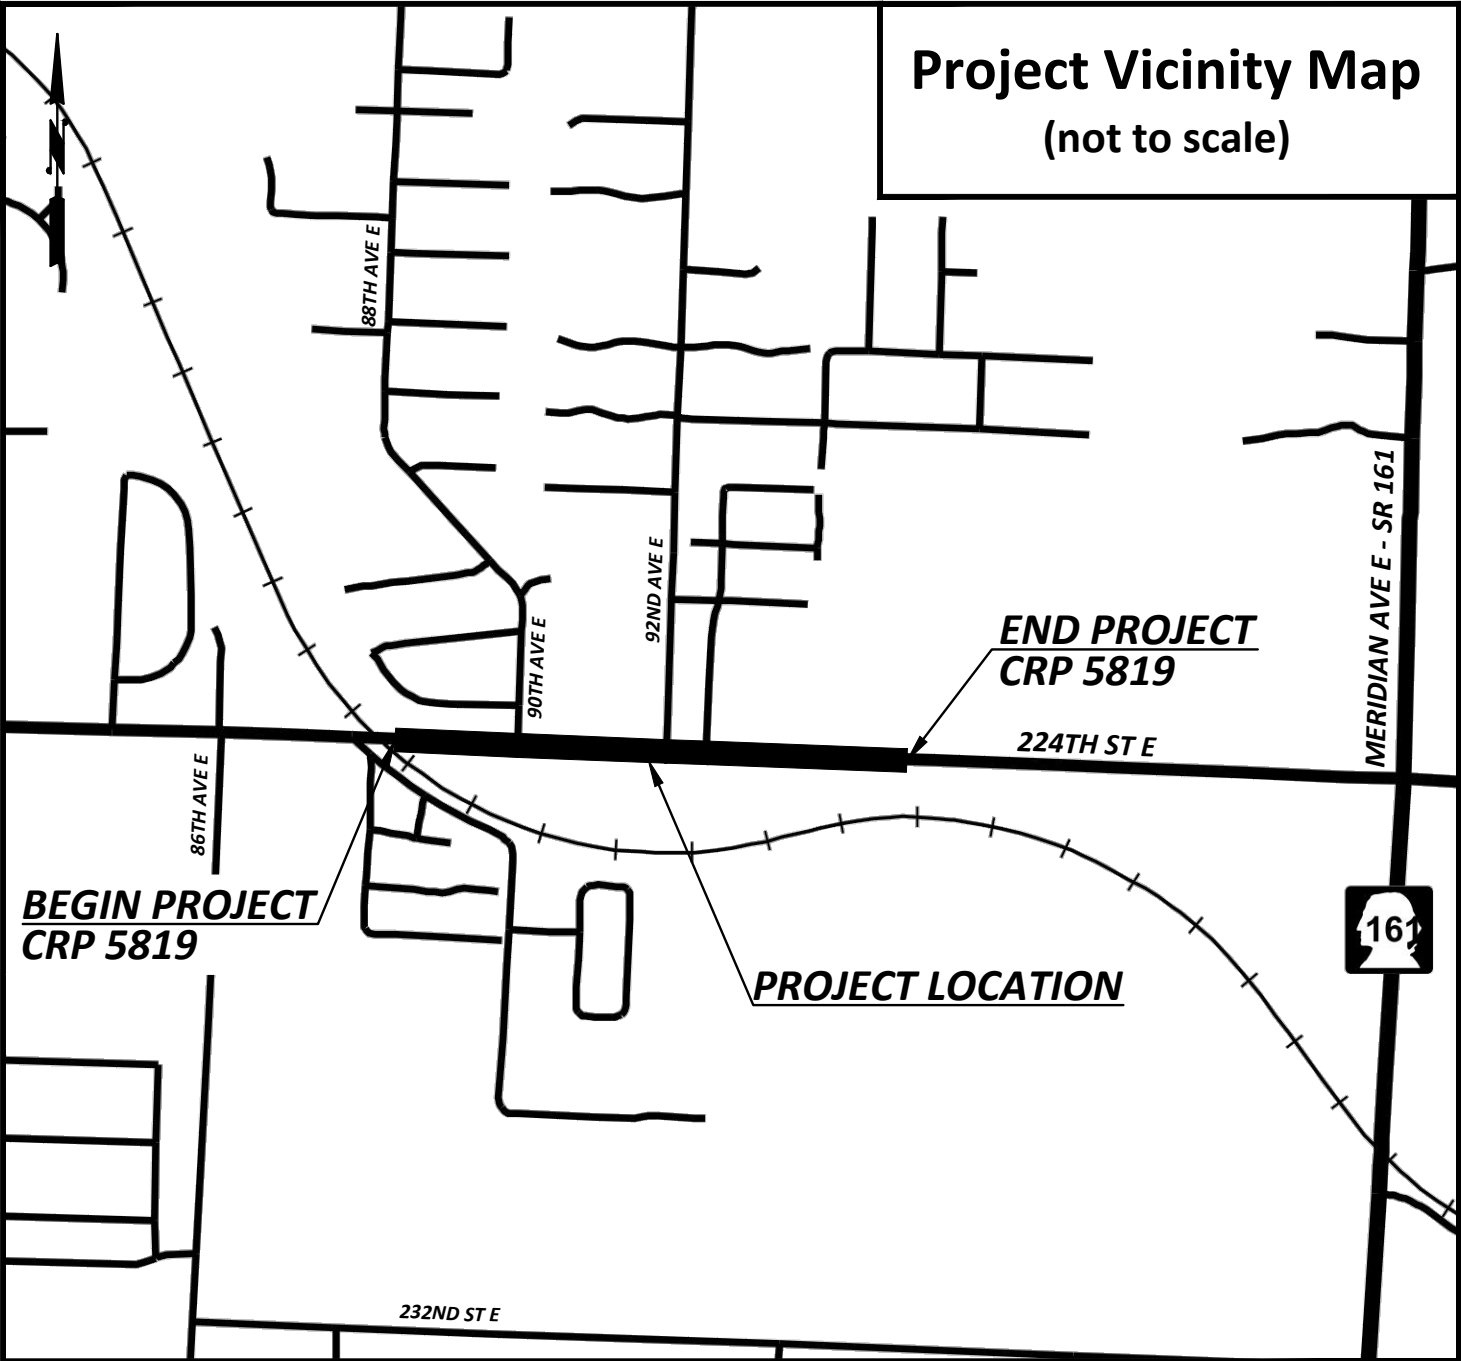 Project Vicinity Map
(not to scale)
N
88TH AVE E
MERIDIAN AVE E - SR 161
92ND AVE E
90TH AVE E
END PROJECT
CRP 5819
224TH ST E
86TH AVE E
BEGIN PROJECT
CRP 5819
161
PROJECT LOCATION
232ND ST E